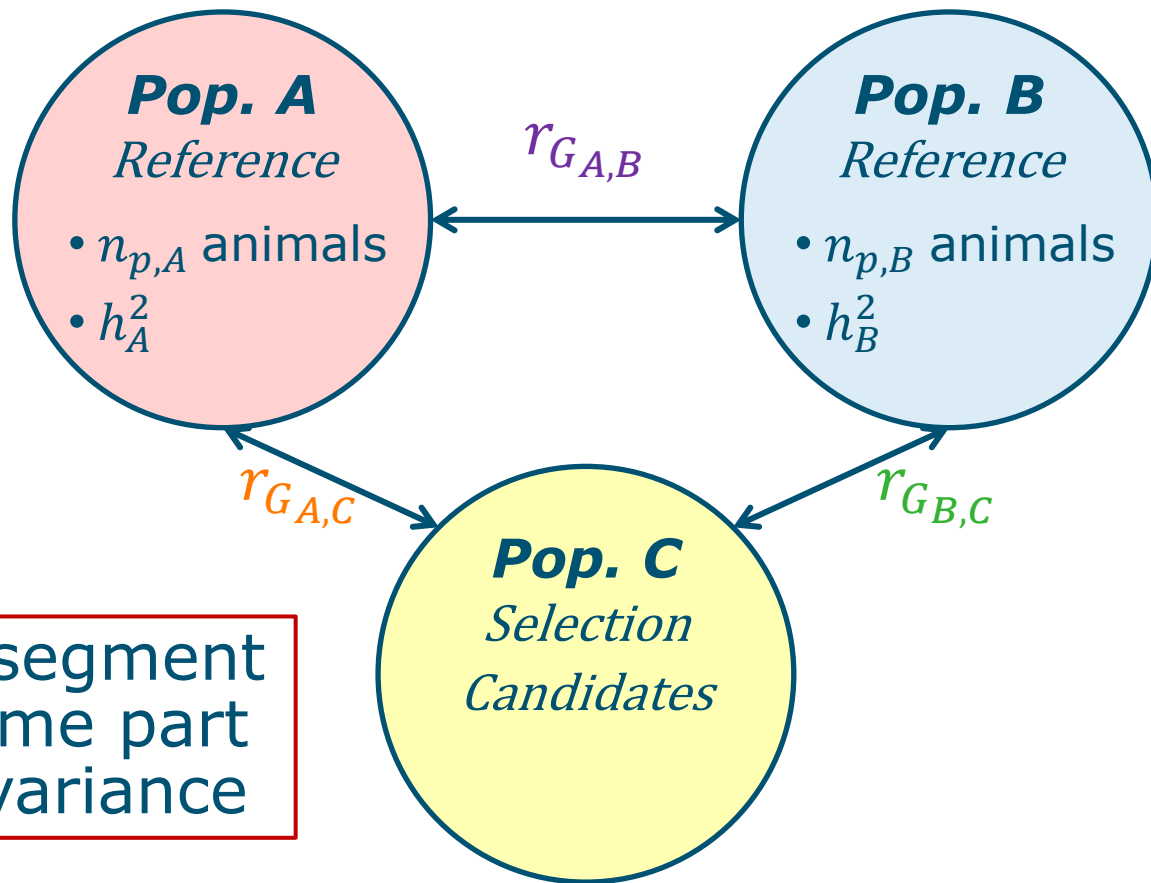 Pop. A
Reference
• n_{p,A} animals
• h_A^2
r_{G_{A,B}}
Pop. B
Reference
• n_{p,B} animals
• h_B^2
r_{G_{A,C}}
r_{G_{B,C}}
Pop. C
Selection
Candidates
segment
me part
variance